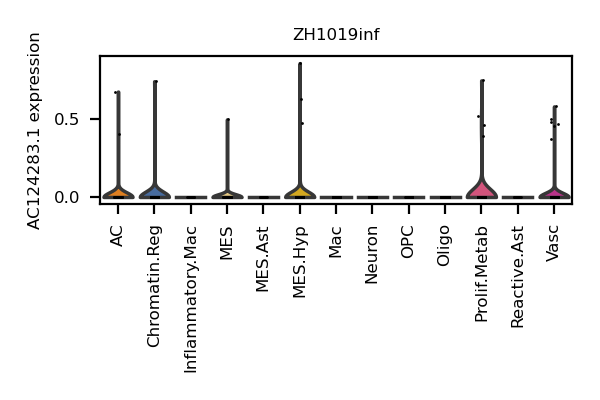 ZH1019inf
AC124283.1 expression
0.5
0.0
AC
Chromatin.Reg
Inflammatory.Mac
MES
MES.Ast
MES.Hyp
Mac
Neuron
OPC
Oligo
Prolif.Metab
Reactive.Ast
Vasc